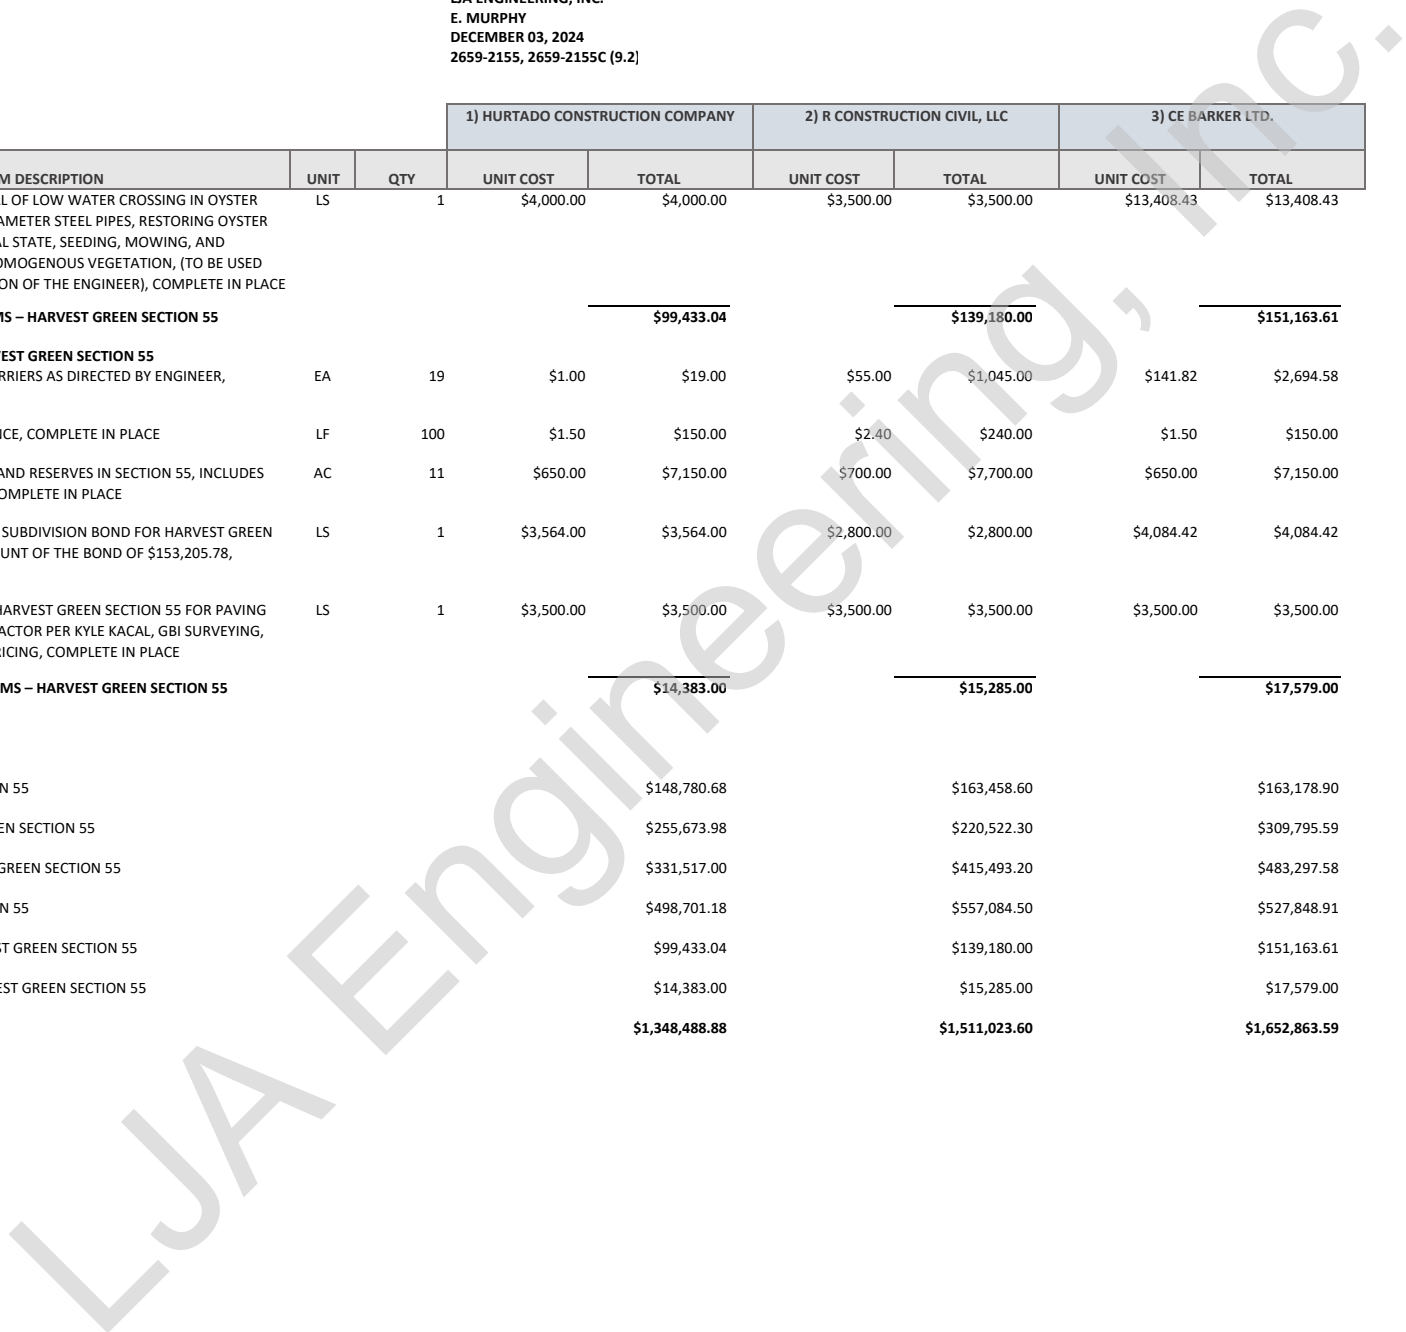 LJA ENGINEERING, INC.
E. MURPHY
DECEMBER 03, 2024
2659-2155, 2659-2155C (9.2)
1) HURTADO CONSTRUCTION COMPANY 2) R CONSTRUCTION CIVIL, LLC 3) CE BARKER LTD.
M DESCRIPTION UNIT QTY UNIT COST TOTAL UNIT COST TOTAL UNIT COST TOTAL
L OF LOW WATER CROSSING IN OYSTER LS 1 $4,000.00 $4,000.00 $3,500.00 $3,500.00 $13,408.43 $13,408.43
AMETER STEEL PIPES, RESTORING OYSTER
AL STATE, SEEDING, MOWING, AND
OMOGENOUS VEGETATION, (TO BE USED
ON OF THE ENGINEER), COMPLETE IN PLACE
MS – HARVEST GREEN SECTION 55 $99,433.04 $139,180.00 $151,163.61
VEST GREEN SECTION 55
RRIERS AS DIRECTED BY ENGINEER, EA 19 $1.00 $19.00 $55.00 $1,045.00 $141.82 $2,694.58
NCE, COMPLETE IN PLACE LF 100 $1.50 $150.00 $2.40 $240.00 $1.50 $150.00
AND RESERVES IN SECTION 55, INCLUDES AC 11 $650.00 $7,150.00 $700.00 $7,700.00 $650.00 $7,150.00
OMPLETE IN PLACE
SUBDIVISION BOND FOR HARVEST GREEN LS 1 $3,564.00 $3,564.00 $2,800.00 $2,800.00 $4,084.42 $4,084.42
UNT OF THE BOND OF $153,205.78,
HARVEST GREEN SECTION 55 FOR PAVING LS 1 $3,500.00 $3,500.00 $3,500.00 $3,500.00 $3,500.00 $3,500.00
ACTOR PER KYLE KACAL, GBI SURVEYING,
RICING, COMPLETE IN PLACE
MS – HARVEST GREEN SECTION 55 $14,383.00 $15,285.00 $17,579.00
N 55 $148,780.68 $163,458.60 $163,178.90
EN SECTION 55 $255,673.98 $220,522.30 $309,795.59
GREEN SECTION 55 $331,517.00 $415,493.20 $483,297.58
N 55 $498,701.18 $557,084.50 $527,848.91
ST GREEN SECTION 55 $99,433.04 $139,180.00 $151,163.61
EST GREEN SECTION 55 $14,383.00 $15,285.00 $17,579.00
$1,348,488.88 $1,511,023.60 $1,652,863.59
LJA Engineering, Inc.